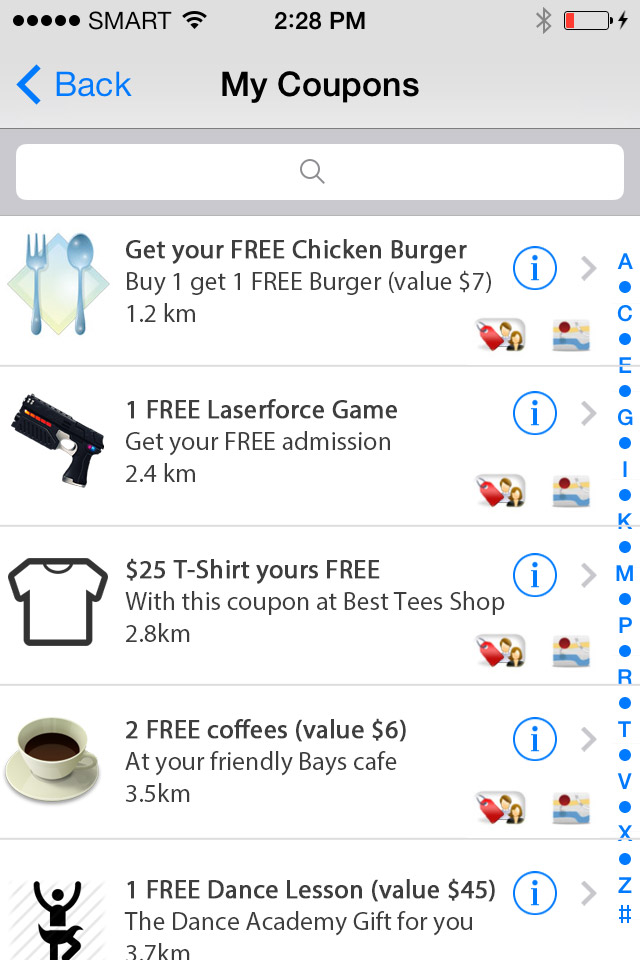 SMART 2:28 PM
Back My Coupons
Get your FREE Chicken Burger
Buy 1 get 1 FREE Burger (value $7)
1.2 km
1 FREE Laserforce Game
Get your FREE admission
2.4 km
$25 T-Shirt yours FREE
With this coupon at Best Tees Shop
2.8km
2 FREE coffees (value $6)
At your friendly Bays cafe
3.5km
1 FREE Dance Lesson (value $45)
The Dance Academy Gift for you
3.7km
A
C
E
G
I
K
M
P
R
T
V
X
Z
#